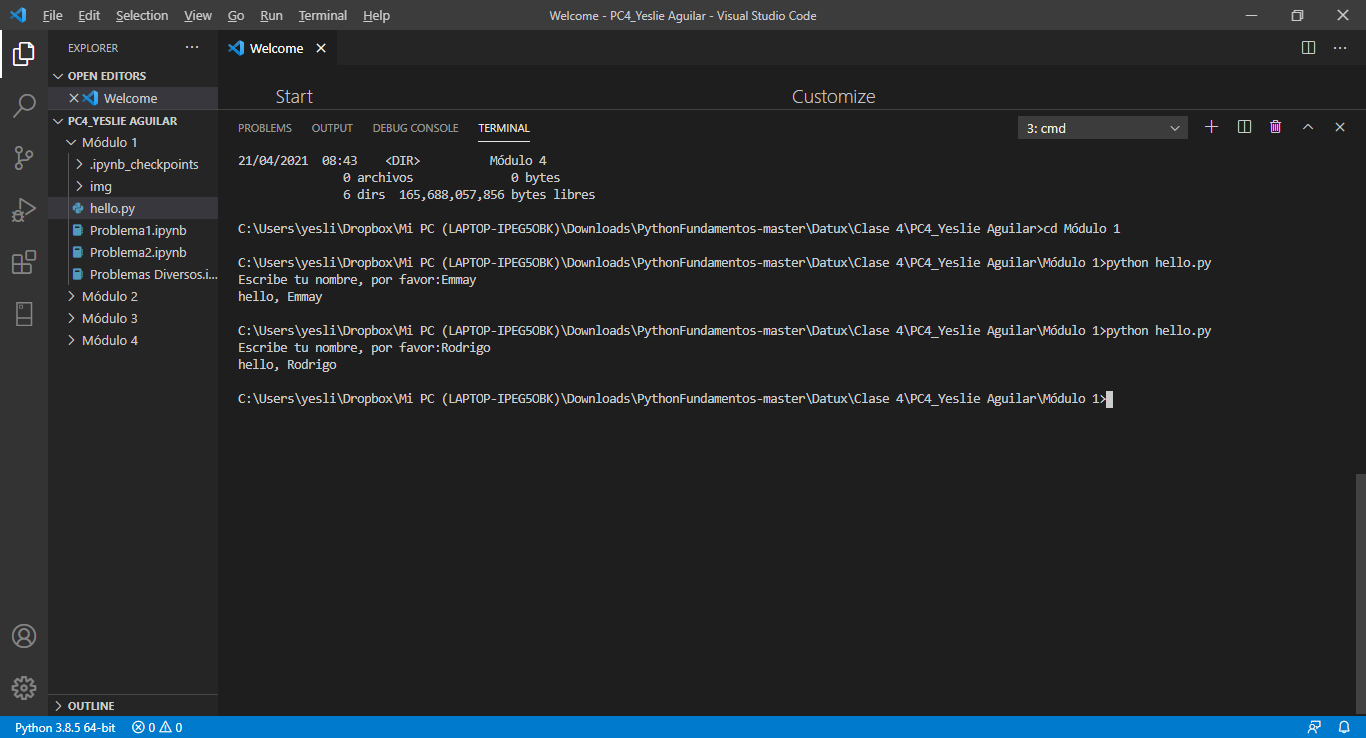 File Edit Selection View Go Run Terminal Help Welcome - PC4_Yeslie Aguilar - Visual Studio Code
EXPLORER
Welcome
OPEN EDITORS
Welcome
PC4_YESLIE AGUILAR
Módulo 1
.ipynb_checkpoints
img
hello.py
Problema1.ipynb
Problema2.ipynb
Problemas Diversos.i...
Módulo 2
Módulo 3
Módulo 4
OUTLINE
Start Customize
PROBLEMS OUTPUT DEBUG CONSOLE TERMINAL 3: cmd
21/04/2021 08:43 <DIR> Módulo 4
0 archivos 0 bytes
6 dirs 165,688,057,856 bytes libres
C:\Users\yesli\Dropbox\Mi PC (LAPTOP-IPEG5OBK)\Downloads\PythonFundamentos-master\Datux\Clase 4\PC4_Yeslie Aguilar>cd Módulo 1
C:\Users\yesli\Dropbox\Mi PC (LAPTOP-IPEG5OBK)\Downloads\PythonFundamentos-master\Datux\Clase 4\PC4_Yeslie Aguilar\Módulo 1>python hello.py
Escribe tu nombre, por favor:Emmay
hello, Emmay
C:\Users\yesli\Dropbox\Mi PC (LAPTOP-IPEG5OBK)\Downloads\PythonFundamentos-master\Datux\Clase 4\PC4_Yeslie Aguilar\Módulo 1>python hello.py
Escribe tu nombre, por favor:Rodrigo
hello, Rodrigo
C:\Users\yesli\Dropbox\Mi PC (LAPTOP-IPEG5OBK)\Downloads\PythonFundamentos-master\Datux\Clase 4\PC4_Yeslie Aguilar\Módulo 1>
Python 3.8.5 64-bit 0 0